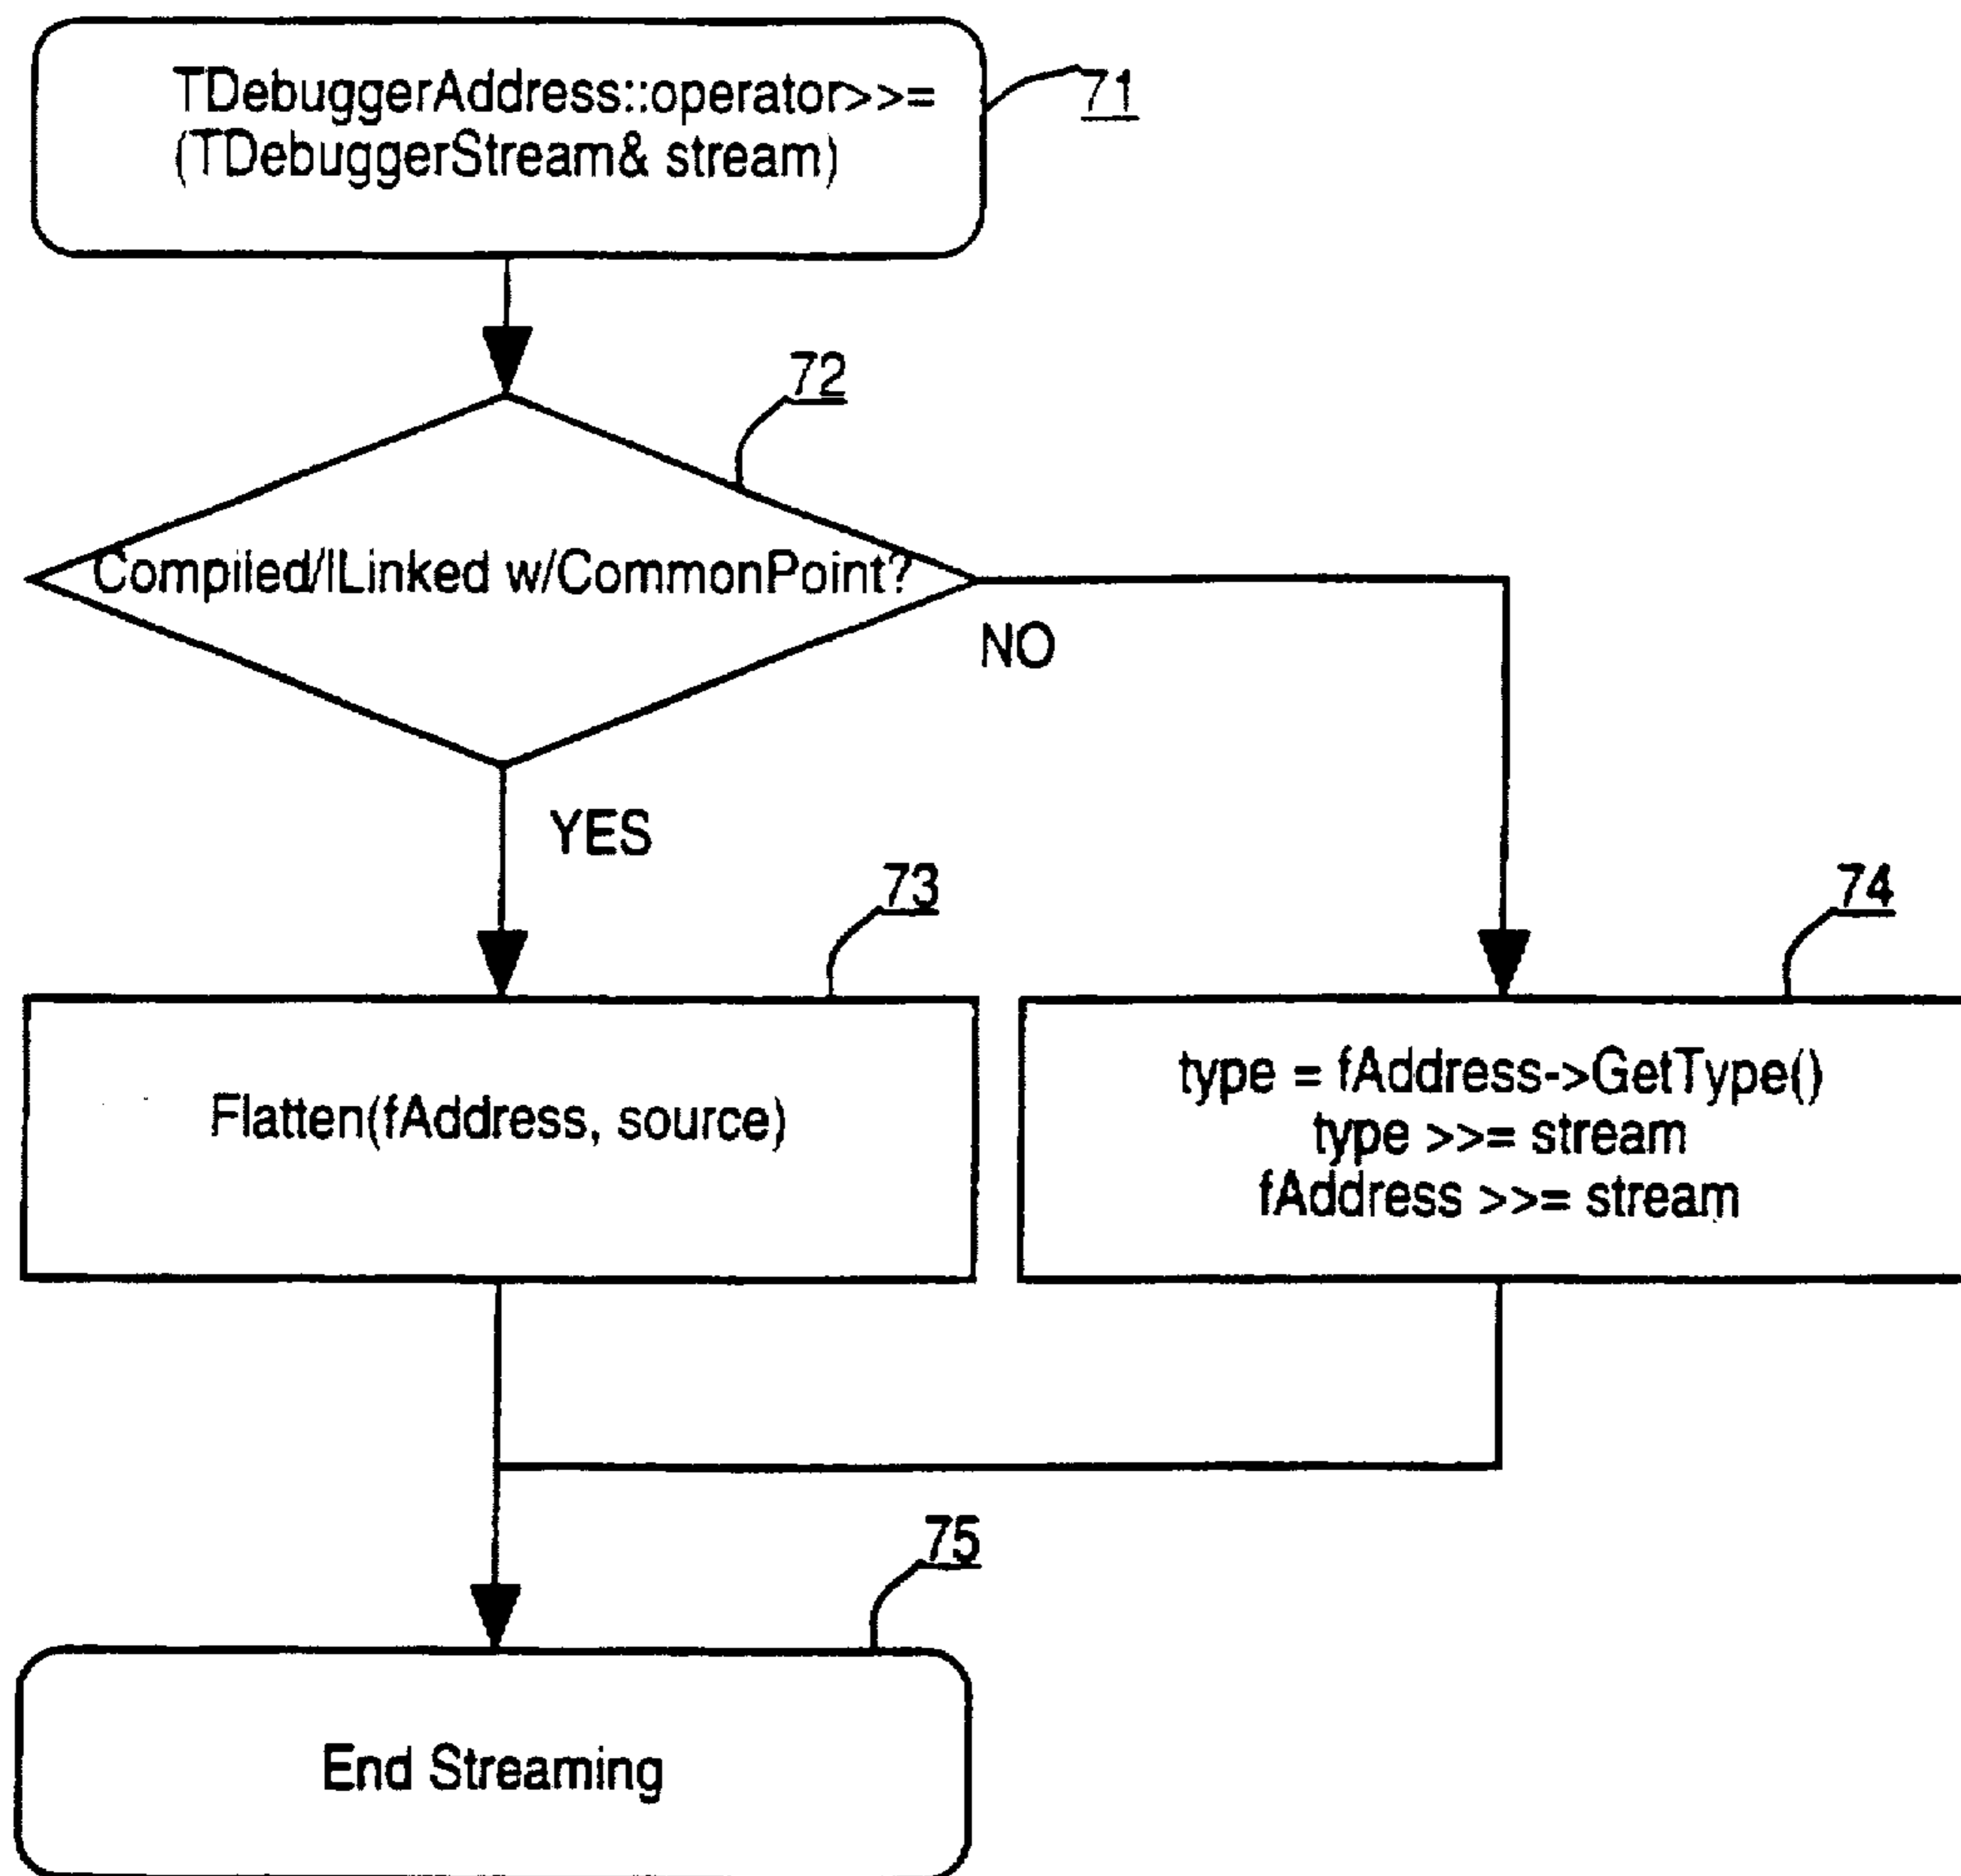 TDebuggerAddress::operator>>=
(TDebuggerStream& stream)
71
72
Compiled/ILinked w/CommonPoint?
NO
YES
73
74
Flatten(fAddress, source)
type = fAddress->GetType()
type >>= stream
fAddress >>= stream
75
End Streaming